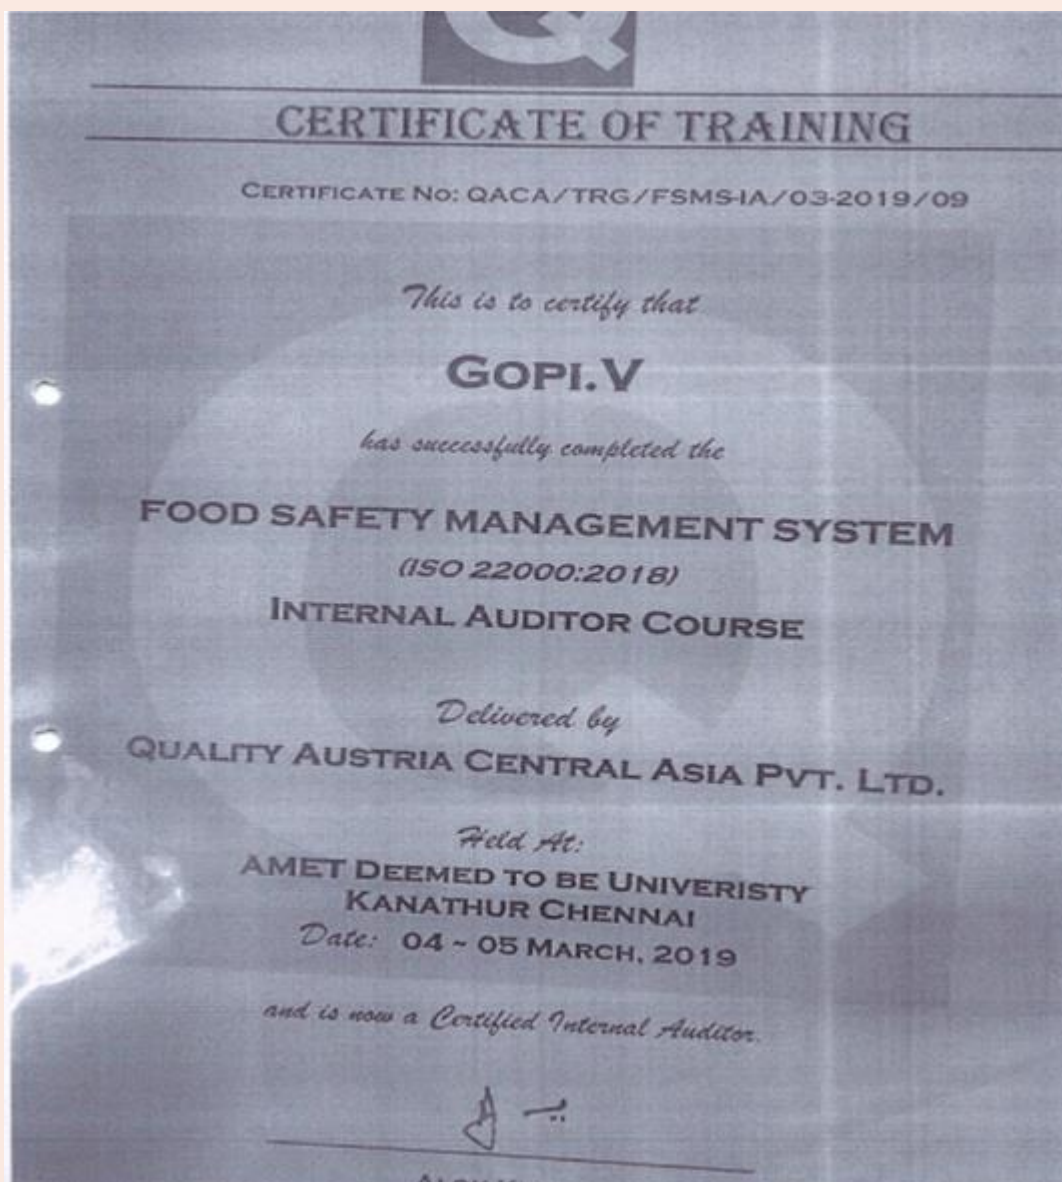 CERTIFICATE OF TRAINING
CERTIFICATE NO: QACA/TRG/FSMS-IA/03-2019/09
This is to certify that
GOPI.V
has successfully completed the
FOOD SAFETY MANAGEMENT SYSTEM
(ISO 22000:2018)
INTERNAL AUDITOR COURSE
Delivered by
QUALITY AUSTRIA CENTRAL ASIA PVT. LTD.
Held At:
AMET DEEMED TO BE UNIVERISTY
KANATHUR CHENNAI
Date: 04 ~ 05 MARCH, 2019
and is now a Certified Internal Auditor.